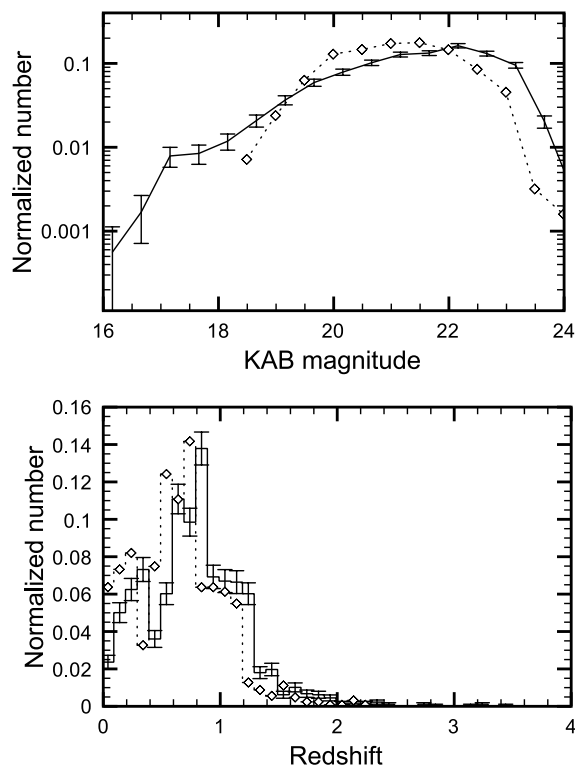 Normalized number
0.1
0.01
0.001
16 18 20 22 24
KAB magnitude
Normalized number
0.16
0.14
0.12
0.1
0.08
0.06
0.04
0.02
0
0 1 2 3 4
Redshift